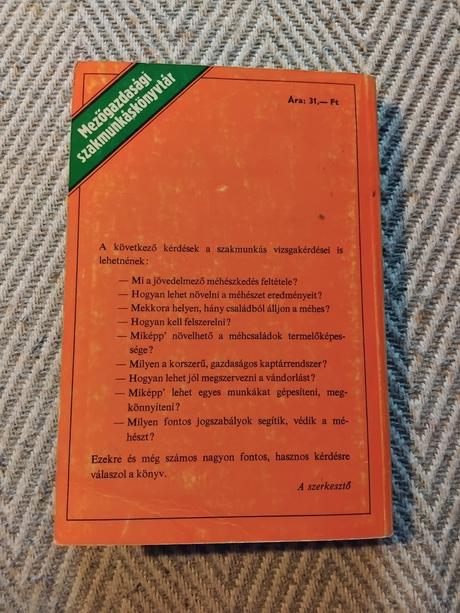 Mezőgazdasági
szakmunkáskönyvtár
Ára: 31,— Ft
A következő kérdések a szakmunkás vizsgakérdései is
lehetnének:
— Mi a jövedelmező méhészkedés feltétele?
— Hogyan lehet növelni a méhészet eredményeit?
— Mekkora helyen, hány családból álljon a méhes?
— Hogyan kell felszerelni?
— Miképp' növelhető a méhcsaládok termelőképes-
sége?
— Milyen a korszerű, gazdaságos kaptárrendszer?
— Hogyan lehet jól megszervezni a vándorlást?
— Miképp' lehet egyes munkákat gépesíteni, meg-
könnyíteni?
— Milyen fontos jogszabályok segítik, védik a mé-
hészt?
Ezekre és még számos nagyon fontos, hasznos kérdésre
válaszol a könyv.
A szerkesztő